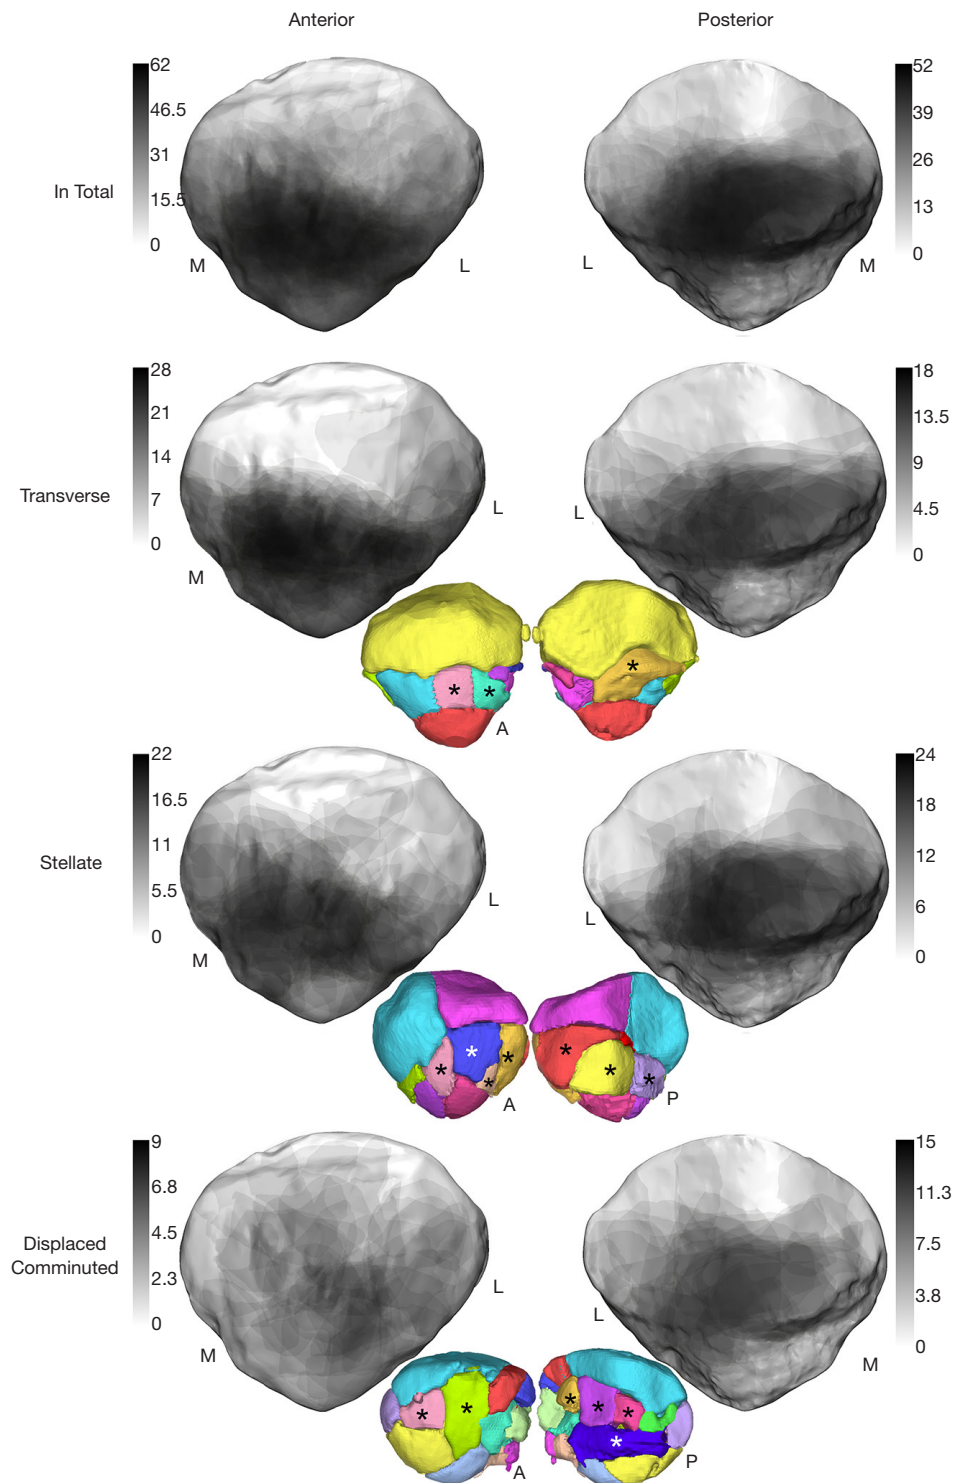 Anterior
Posterior
62
46.5
31
15.5
0
In Total
M
L
52
39
26
13
0
L
M
28
21
14
7
0
Transverse
M
L
18
13.5
9
4.5
0
L
* *
*
A
22
16.5
11
5.5
0
Stellate
M
L
24
18
12
6
0
L
* * * *
* * *
A
P
9
6.8
4.5
2.3
0
Displaced
Comminuted
M
L
15
11.3
7.5
3.8
0
L
M
* *
* * * *
A
P